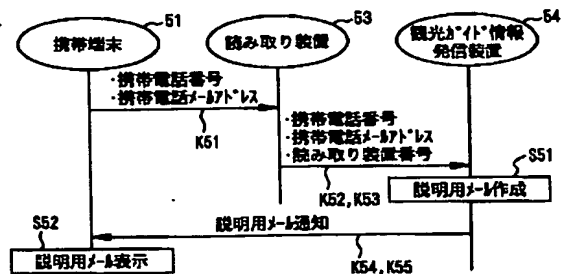 51
携帯端末
53
読み取り装置
54
観光ガイド情報
発信装置
・携帯電話番号
・携帯電話メールアドレス
K51
・携帯電話番号
・携帯電話メールアドレス
・読み取り装置番号
K52,K53
S51
説明用メール作成
説明用メール通知
K54,K55
S52
説明用メール表示